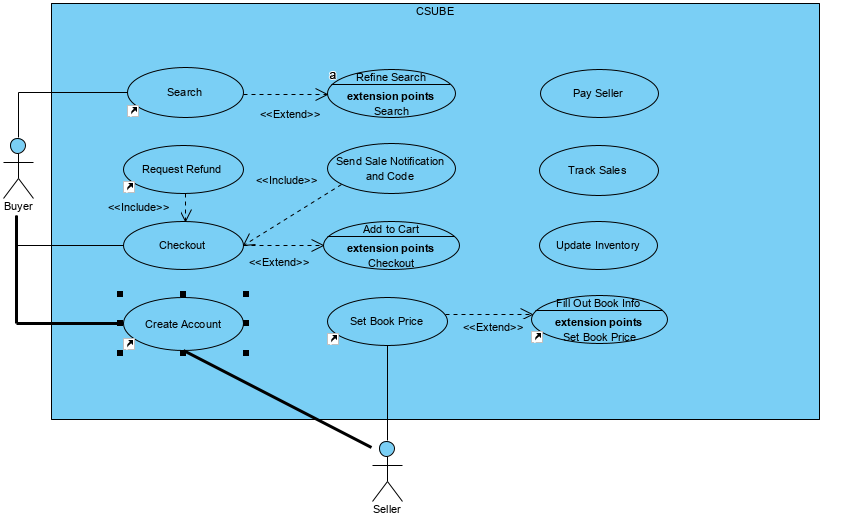 CSUBE
a
Search
<<Extend>>
Refine Search
extension points
Search
Pay Seller
Request Refund
<<Include>>
Send Sale Notification
and Code
<<Include>>
Track Sales
Buyer
Checkout
<<Extend>>
Add to Cart
extension points
Checkout
Update Inventory
Create Account
Set Book Price
<<Extend>>
Fill Out Book Info
extension points
Set Book Price
Seller